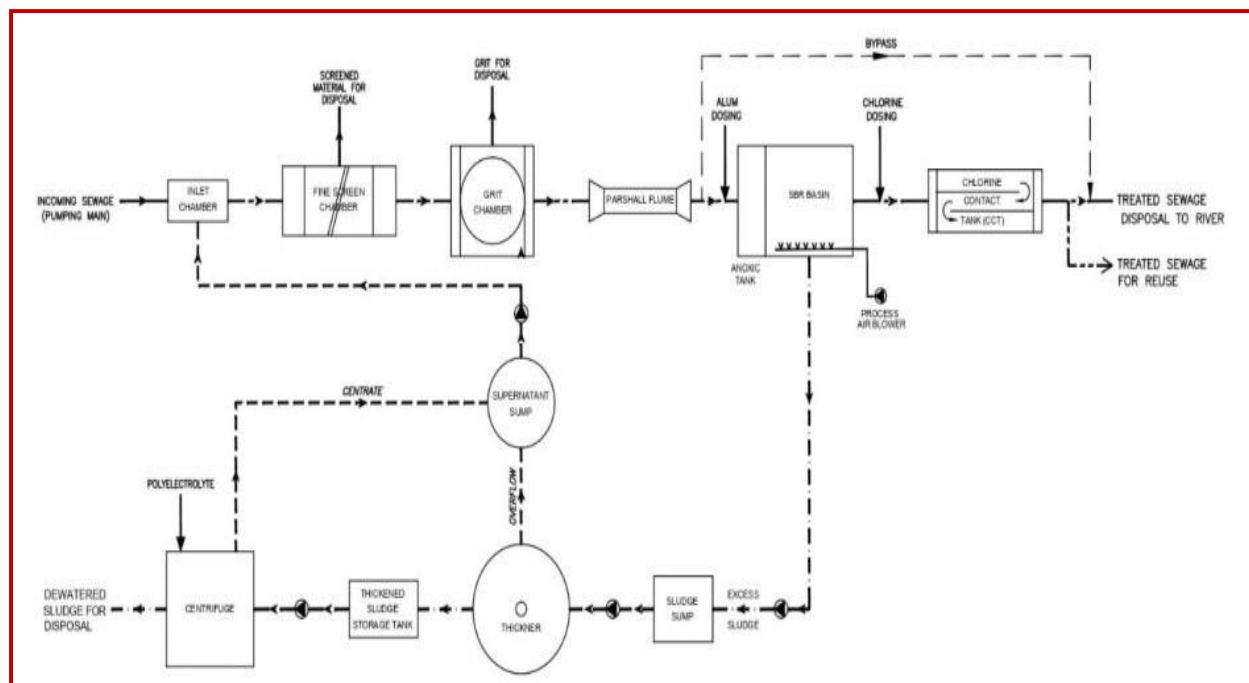 BYPASS
SCREENED
MATERIAL FOR
DISPOSAL
GRIT FOR
DISPOSAL
ALUM
DOSING
CHLORINE
DOSING
INCOMING SEWAGE
(PUMPING MAIN)
INLET
CHAMBER
FINE SCREEN
CHAMBER
GRIT
CHAMBER
PARSHALL FLUME
SBR BASIN
CHLORINE
CONTACT
TANK (CCT)
TREATED SEWAGE
DISPOSAL TO RIVER
TREATED SEWAGE
FOR REUSE
ANOXIC
TANK
PROCESS
AIR BLOWER
CENTRATE
SUPERNATANT
SUMP
OVERFLOW
POLYELECTROLYTE
DEWATERED
SLUDGE FOR
DISPOSAL
CENTRIFUGE
THICKENED
SLUDGE
STORAGE TANK
THICKNER
SLUDGE
SUMP
EXCESS
SLUDGE